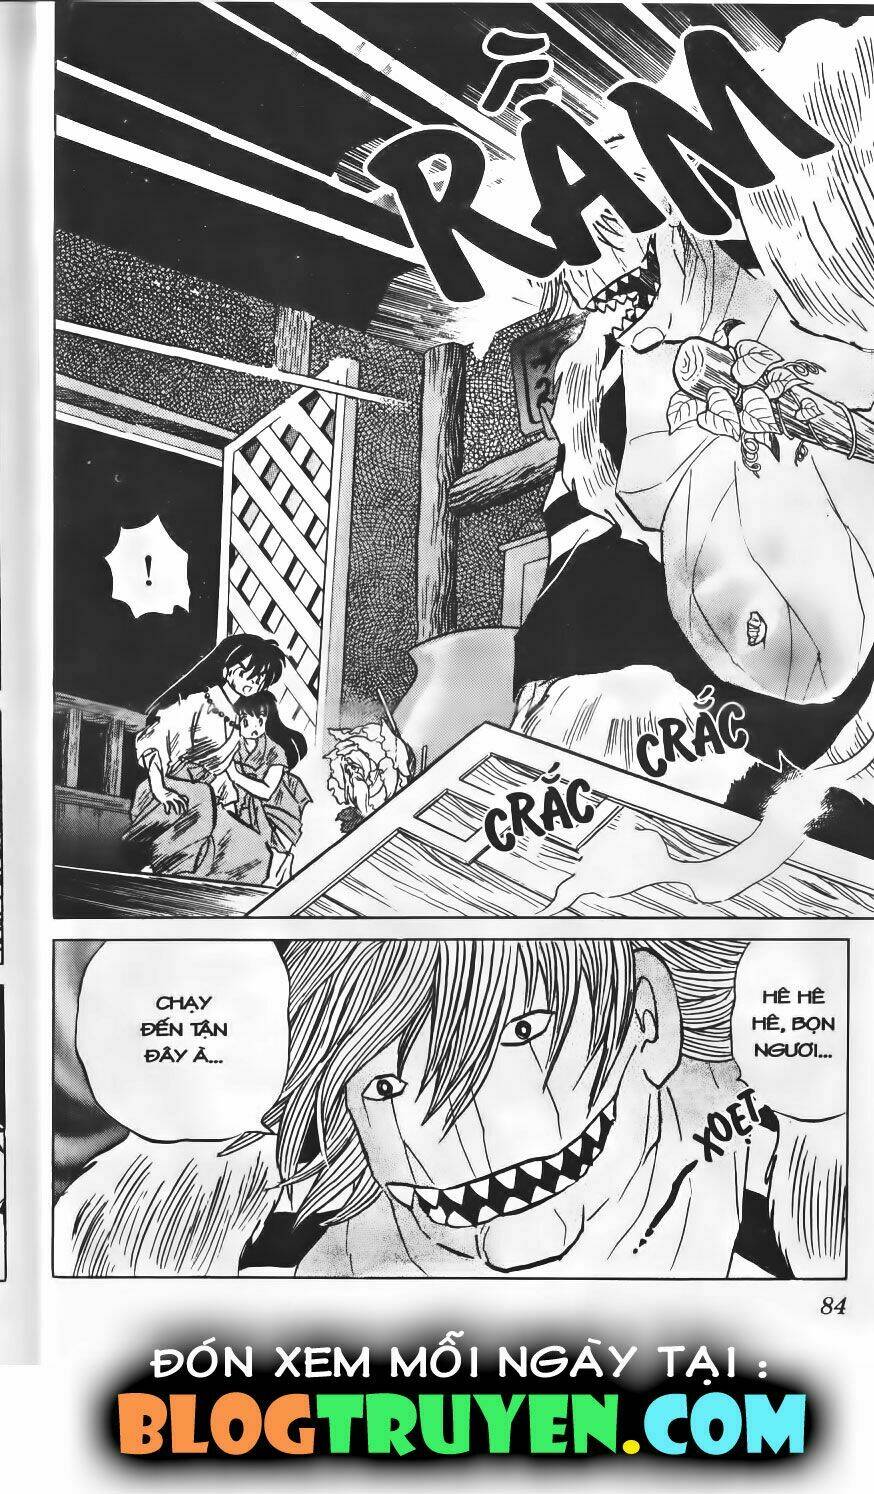 RẦM
!
CRẮC
CRẮC
HÊ HÊ
HÊ, BỌN
NGƯƠI...
XOẸT
CHẠY
ĐẾN TẬN
ĐÂY À...
84
ĐÓN XEM MỖI NGÀY TẠI :
BLOGTRUYEN.COM